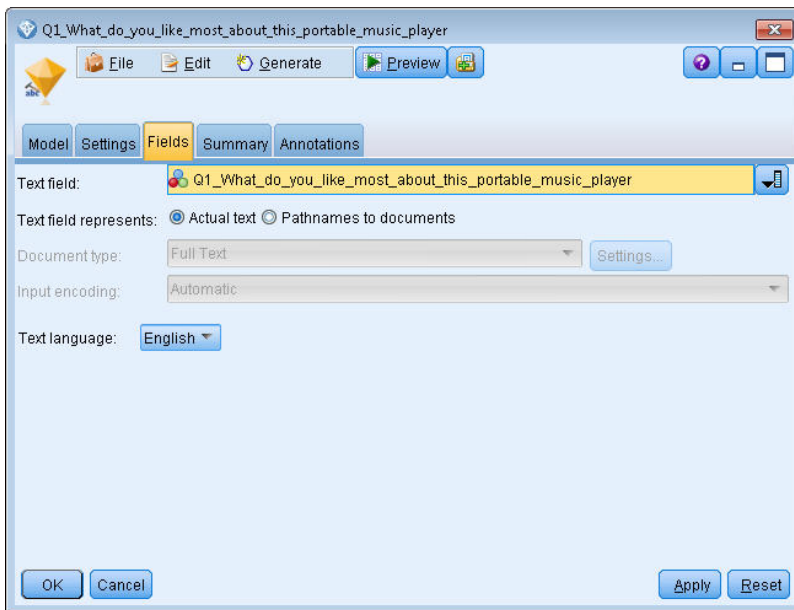 Q1_What_do_you_like_most_about_this_portable_music_player
File Edit Generate Preview
abc
Model Settings Fields Summary Annotations
Text field: Q1_What_do_you_like_most_about_this_portable_music_player
Text field represents: Actual text Pathnames to documents
Document type: Full Text Settings...
Input encoding: Automatic
Text language: English
OK Cancel Apply Reset